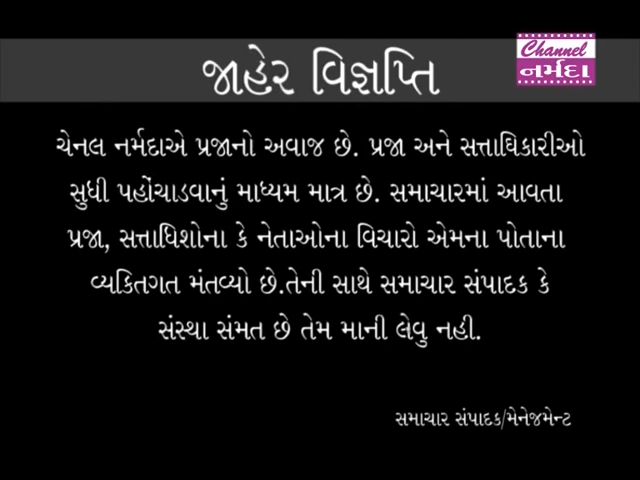 Channel
નર્મદા
જાહેર વિજ્ઞપ્તિ
ચેનલ નર્મદાએ પ્રજાનો અવાજ છે. પ્રજા અને સત્તાધિકારીઓ
સુધી પહોંચાડવાનું માધ્યમ માત્ર છે. સમાચારમાં આવતા
પ્રજા, સત્તાધિશોના કે નેતાઓના વિચારો એમના પોતાના
વ્યકિતગત મંતવ્યો છે.તેની સાથે સમાચાર સંપાદક કે
સંસ્થા સંમત છે તેમ માની લેવુ નહી.
સમાચાર સંપાદક/મેનેજમેન્ટ